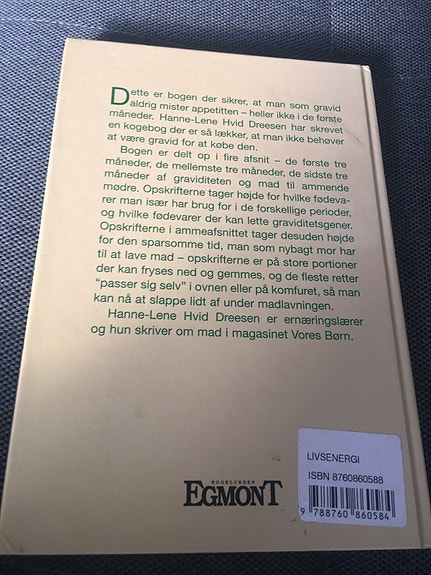 Dette er bogen der sikrer, at man som gravid
aldrig mister appetitten – heller ikke i de første
måneder. Hanne-Lene Hvid Dreesen har skrevet
en kogebog der er så lækker, at man ikke behøver
at være gravid for at købe den.
Bogen er delt op i fire afsnit – de første tre
måneder, de mellemste tre måneder, de sidste tre
måneder af graviditeten og mad til ammende
mødre. Opskrifterne tager højde for hvilke fødeva-
rer man især har brug for i de forskellige perioder,
og hvilke fødevarer der kan lette graviditetsgener.
Opskrifterne i ammeafsnittet tager desuden højde
for den sparsomme tid, man som nybagt mor har
til at lave mad – opskrifterne er på store portioner
der kan fryses ned og gemmes, og de fleste retter
“passer sig selv” i ovnen eller på komfuret, så man
kan nå at slappe lidt af under madlavningen.
Hanne-Lene Hvid Dreesen er ernæringslærer
og hun skriver om mad i magasinet Vores Børn.
LIVSENERGI
ISBN 8760860588
9 788760 860584
BOGKLUBBEN
EGMONT